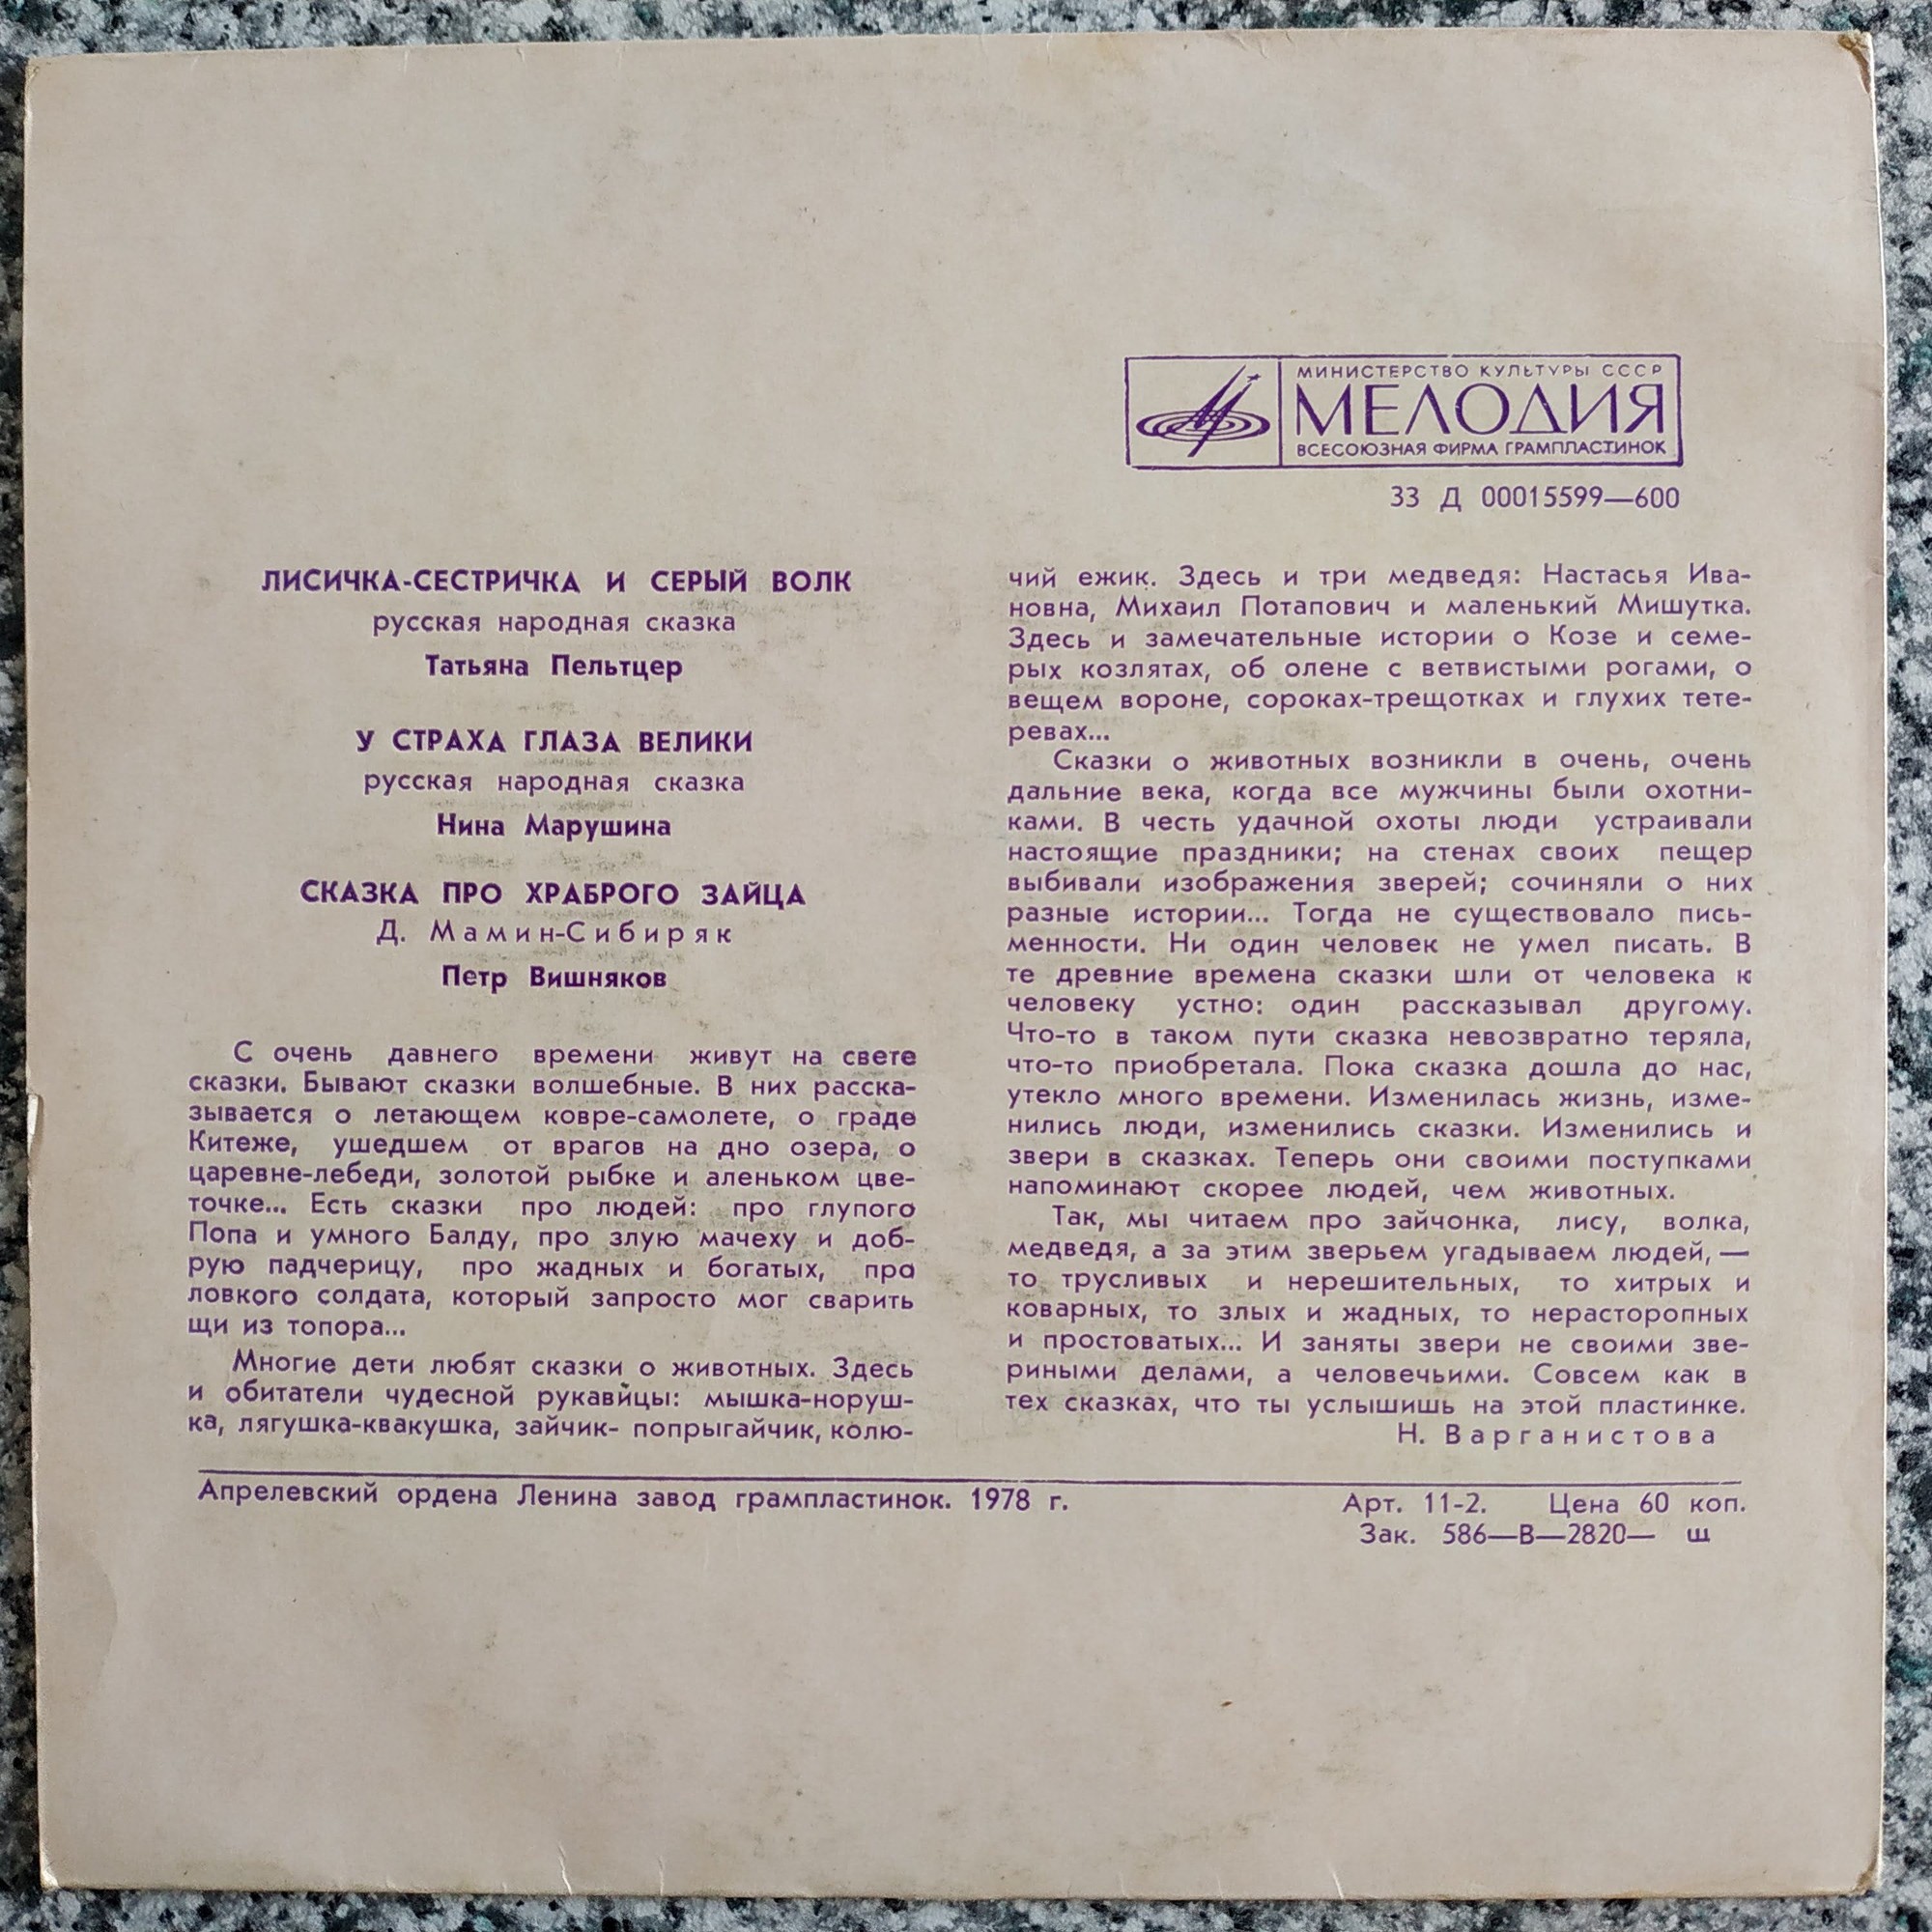 МИНИСТЕРСТВО КУЛЬТУРЫ СССР
МЕЛОДИЯ
ВСЕСОЮЗНАЯ ФИРМА ГРАМПЛАСТИНОК
33 Д 00015599—600
ЛИСИЧКА-СЕСТРИЧКА И СЕРЫЙ ВОЛК
русская народная сказка
Татьяна Пельтцер
У СТРАХА ГЛАЗА ВЕЛИКИ
русская народная сказка
Нина Марушина
СКАЗКА ПРО ХРАБРОГО ЗАЙЦА
Д. Мамин-Сибиряк
Петр Вишняков
С очень давнего времени живут на свете
сказки. Бывают сказки волшебные. В них расска-
зывается о летающем ковре-самолете, о граде
Китеже, ушедшем от врагов на дно озера, о
царевне-лебеди, золотой рыбке и аленьком цве-
точке... Есть сказки про людей: про глупого
Попа и умного Балду, про злую мачеху и доб-
рую падчерицу, про жадных и богатых, про
ловкого солдата, который запросто мог сварить
щи из топора...
Многие дети любят сказки о животных. Здесь
и обитатели чудесной рукавицы: мышка-норуш-
ка, лягушка-квакушка, зайчик- попрыгайчик, колю-
чий ежик. Здесь и три медведя: Настасья Ива-
новна, Михаил Потапович и маленький Мишутка.
Здесь и замечательные истории о Козе и семе-
рых козлятах, об олене с ветвистыми рогами, о
вещем вороне, сороках-трещотках и глухих тете-
ревах...
Сказки о животных возникли в очень, очень
дальние века, когда все мужчины были охотни-
ками. В честь удачной охоты люди устраивали
настоящие праздники; на стенах своих пещер
выбивали изображения зверей; сочиняли о них
разные истории... Тогда не существовало пись-
менности. Ни один человек не умел писать. В
те древние времена сказки шли от человека к
человеку устно: один рассказывал другому.
Что-то в таком пути сказка невозвратно теряла,
что-то приобретала. Пока сказка дошла до нас,
утекло много времени. Изменилась жизнь, изме-
нились люди, изменились сказки. Изменились и
звери в сказках. Теперь они своими поступками
напоминают скорее людей, чем животных.
Так, мы читаем про зайчонка, лису, волка,
медведя, а за этим зверьем угадываем людей,—
то трусливых и нерешительных, то хитрых и
коварных, то злых и жадных, то нерасторопных
и простоватых... И заняты звери не своими зве-
риными делами, а человечьими. Совсем как в
тех сказках, что ты услышишь на этой пластинке.
Н. Варганистова
Апрелевский ордена Ленина завод грампластинок. 1978 г.
Арт. 11-2. Цена 60 коп.
Зак. 586—В—2820— ш